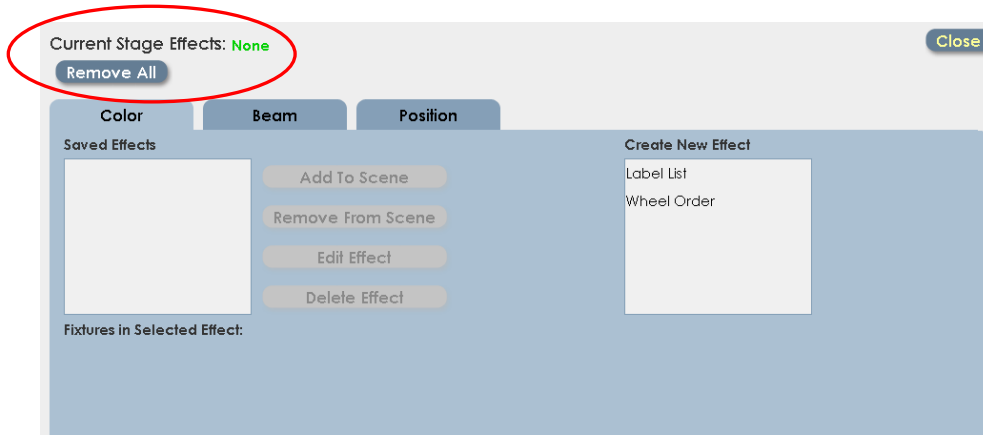 Current Stage Effects: None
Close
Remove All
Color
Beam
Position
Saved Effects
Create New Effect
Label List
Wheel Order
Add To Scene
Remove From Scene
Edit Effect
Delete Effect
Fixtures in Selected Effect: